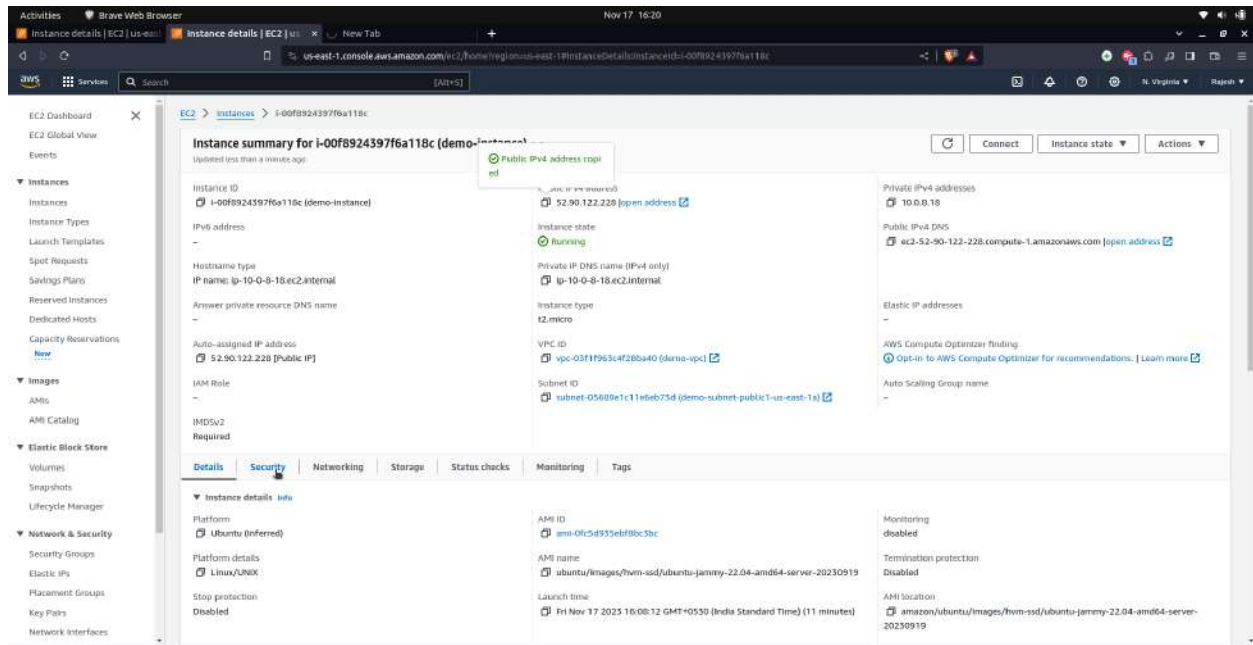 Activities Brave Web Browser Nov 17 16:20
Instance details | EC2 | us-eas Instance details | EC2 | us × New Tab +
us-east-1.console.aws.amazon.com/ec2/home?region=us-east-1#InstanceDetails:instanceId=i-00f8924397f6a118c
aws Services Search [Alt+S] N. Virginia ▼ Rajesh ▼
EC2 Dashboard
EC2 Global View
Events
▼ Instances
Instances
Instance Types
Launch Templates
Spot Requests
Savings Plans
Reserved Instances
Dedicated Hosts
Capacity Reservations
New
▼ Images
AMIs
AMI Catalog
▼ Elastic Block Store
Volumes
Snapshots
Lifecycle Manager
▼ Network & Security
Security Groups
Elastic IPs
Placement Groups
Key Pairs
Network Interfaces
EC2 > Instances > i-00f8924397f6a118c
Instance summary for i-00f8924397f6a118c (demo-instance)
Updated less than a minute ago
Connect Instance state ▼ Actions ▼
Public IPv4 address copi
ed
Instance ID
i-00f8924397f6a118c (demo-instance)
52.90.122.228 |open address
Private IPv4 addresses
10.0.8.18
IPv6 address
–
Instance state
Running
Public IPv4 DNS
ec2-52-90-122-228.compute-1.amazonaws.com |open address
Hostname type
IP name: ip-10-0-8-18.ec2.internal
Private IP DNS name (IPv4 only)
ip-10-0-8-18.ec2.internal
Answer private resource DNS name
–
Instance type
t2.micro
Elastic IP addresses
–
Auto-assigned IP address
52.90.122.228 [Public IP]
VPC ID
vpc-03f1f963c4f28ba40 (demo-vpc)
AWS Compute Optimizer finding
Opt-in to AWS Compute Optimizer for recommendations. | Learn more
IAM Role
–
Subnet ID
subnet-05689e1c11e6eb73d (demo-subnet-public1-us-east-1a)
Auto Scaling Group name
–
IMDSv2
Required
Details Security Networking Storage Status checks Monitoring Tags
▼ Instance details Info
Platform
Ubuntu (Inferred)
AMI ID
ami-0fc5d935ebf8bc3bc
Monitoring
disabled
Platform details
Linux/UNIX
AMI name
ubuntu/images/hvm-ssd/ubuntu-jammy-22.04-amd64-server-20230919
Termination protection
Disabled
Stop protection
Disabled
Launch time
Fri Nov 17 2023 16:08:12 GMT+0530 (India Standard Time) (11 minutes)
AMI location
amazon/ubuntu/images/hvm-ssd/ubuntu-jammy-22.04-amd64-server-
20230919